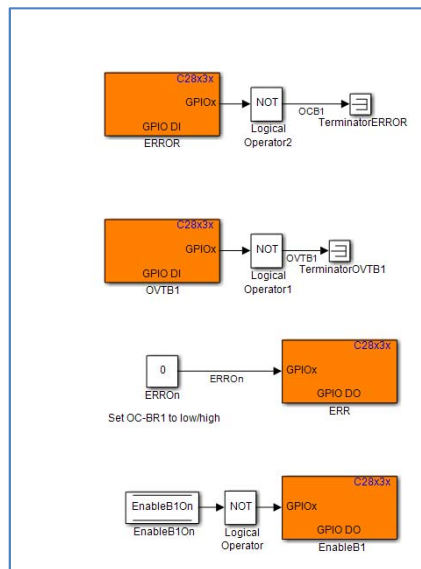 C28x3x
GPIOx
GPIO DI
ERROR
NOT
Logical
Operator2
OCB1
TerminatorERROR
C28x3x
GPIOx
GPIO DI
OVTB1
NOT
Logical
Operator1
OVTB1
TerminatorOVTB1
0
ERROn
ERROn
Set OC-BR1 to low/high
C28x3x
GPIOx
GPIO DO
ERR
EnableB1On
EnableB1On
NOT
Logical
Operator
C28x3x
GPIOx
GPIO DO
EnableB1